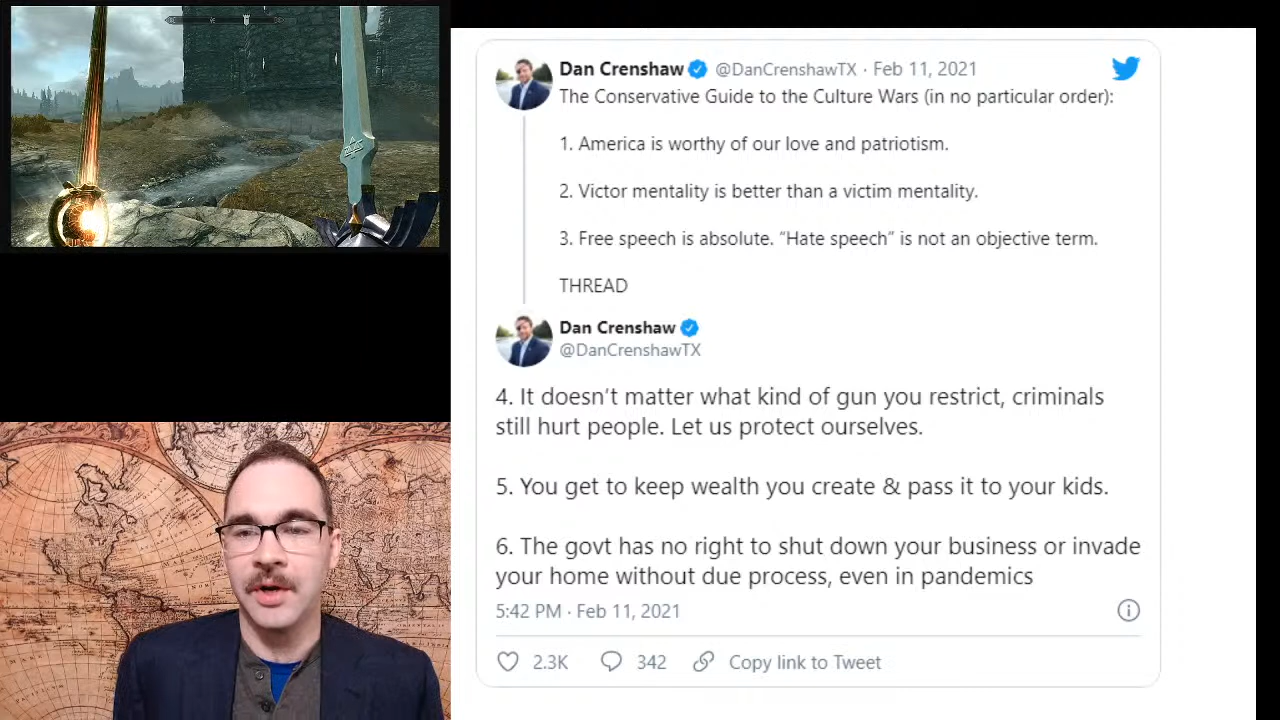 Dan Crenshaw @DanCrenshawTX · Feb 11, 2021
The Conservative Guide to the Culture Wars (in no particular order):
1. America is worthy of our love and patriotism.
2. Victor mentality is better than a victim mentality.
3. Free speech is absolute. “Hate speech” is not an objective term.
THREAD
Dan Crenshaw
@DanCrenshawTX
4. It doesn’t matter what kind of gun you restrict, criminals
still hurt people. Let us protect ourselves.
5. You get to keep wealth you create & pass it to your kids.
6. The govt has no right to shut down your business or invade
your home without due process, even in pandemics
5:42 PM · Feb 11, 2021
2.3K 342 Copy link to Tweet